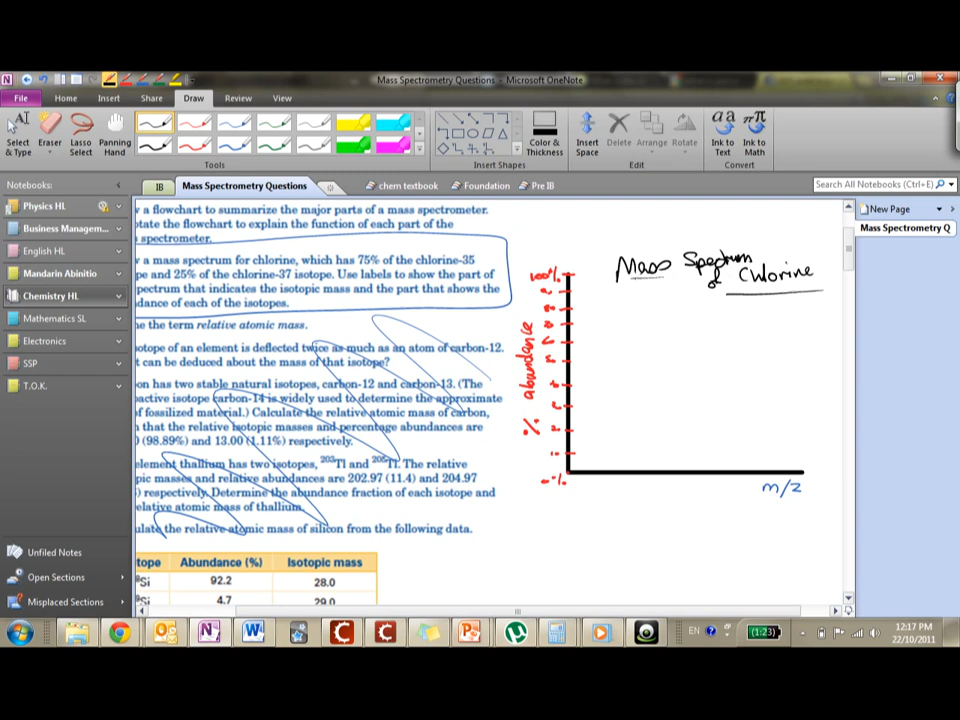 Mass Spectrometry Questions - Microsoft OneNote
File Home Insert Share Draw Review View
Select & Type
Eraser
Lasso Select
Panning Hand
Color & Thickness
Insert Space
Delete
Arrange
Rotate
Ink to Text
Ink to Math
Tools
Insert Shapes
Edit
Convert
Notebooks:
IB
Mass Spectrometry Questions
chem textbook
Foundation
Pre IB
Search All Notebooks (Ctrl+E)
Physics HL
Business Managem...
English HL
Mandarin Abinitio
Chemistry HL
Mathematics SL
Electronics
SSP
T.O.K.
Unfiled Notes
Open Sections
Misplaced Sections
New Page
Mass Spectrometry Q
a flowchart to summarize the major parts of a mass spectrometer.
the flowchart to explain the function of each part of the
spectrometer.
a mass spectrum for chlorine, which has 75% of the chlorine-35
and 25% of the chlorine-37 isotope. Use labels to show the part of
that indicates the isotopic mass and the part that shows the
of each of the isotopes.
the term relative atomic mass.
of an element is deflected twice as much as an atom of carbon-12.
can be deduced about the mass of that isotope?
has two stable natural isotopes, carbon-12 and carbon-13. (The
isotope carbon-14 is widely used to determine the approximate
of fossilized material.) Calculate the relative atomic mass of carbon,
that the relative isotopic masses and percentage abundances are
(98.89%) and 13.00 (1.11%) respectively.
element thallium has two isotopes, ²⁰³Tl and ²⁰⁵Tl. The relative
masses and relative abundances are 202.97 (11.4) and 204.97
respectively. Determine the abundance fraction of each isotope and
relative atomic mass of thallium.
the relative atomic mass of silicon from the following data.
Abundance (%) Isotopic mass
Si 92.2 28.0
Si 4.7 29.0
Mass Spectrum
of Chlorine
100%
% abundance
0%
m/z
EN
(1:23)
12:17 PM
22/10/2011